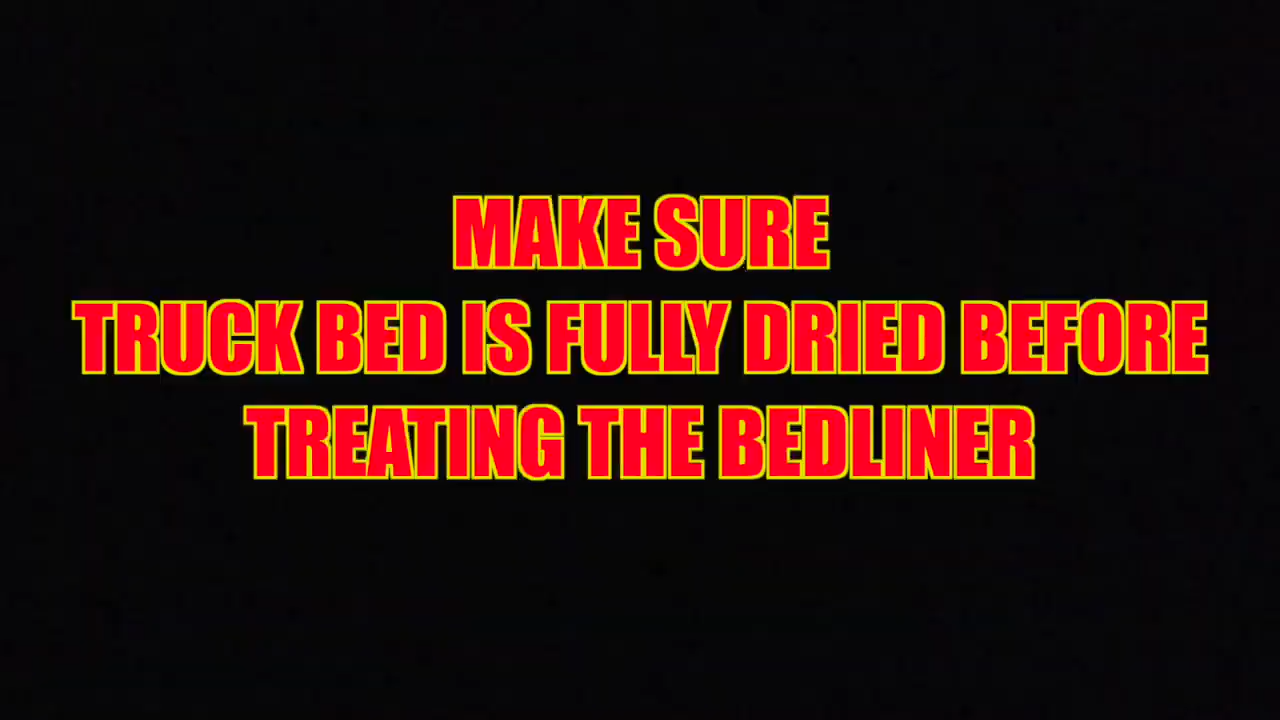 MAKE SURE
TRUCK BED IS FULLY DRIED BEFORE
TREATING THE BEDLINER